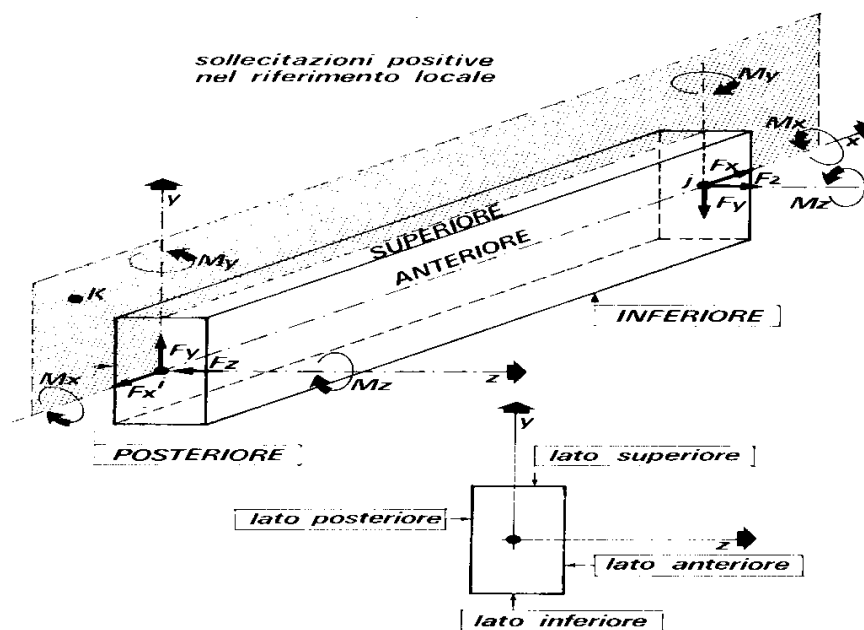 sollecitazioni positive
nel riferimento locale
My
Mx
x
Fx
j
Fz
Fy
Mz
y
SUPERIORE
ANTERIORE
My
K
INFERIORE
Fy
Fz
Mx
Fx
i
Mz
z
POSTERIORE
y
lato superiore
lato posteriore
z
lato anteriore
lato inferiore